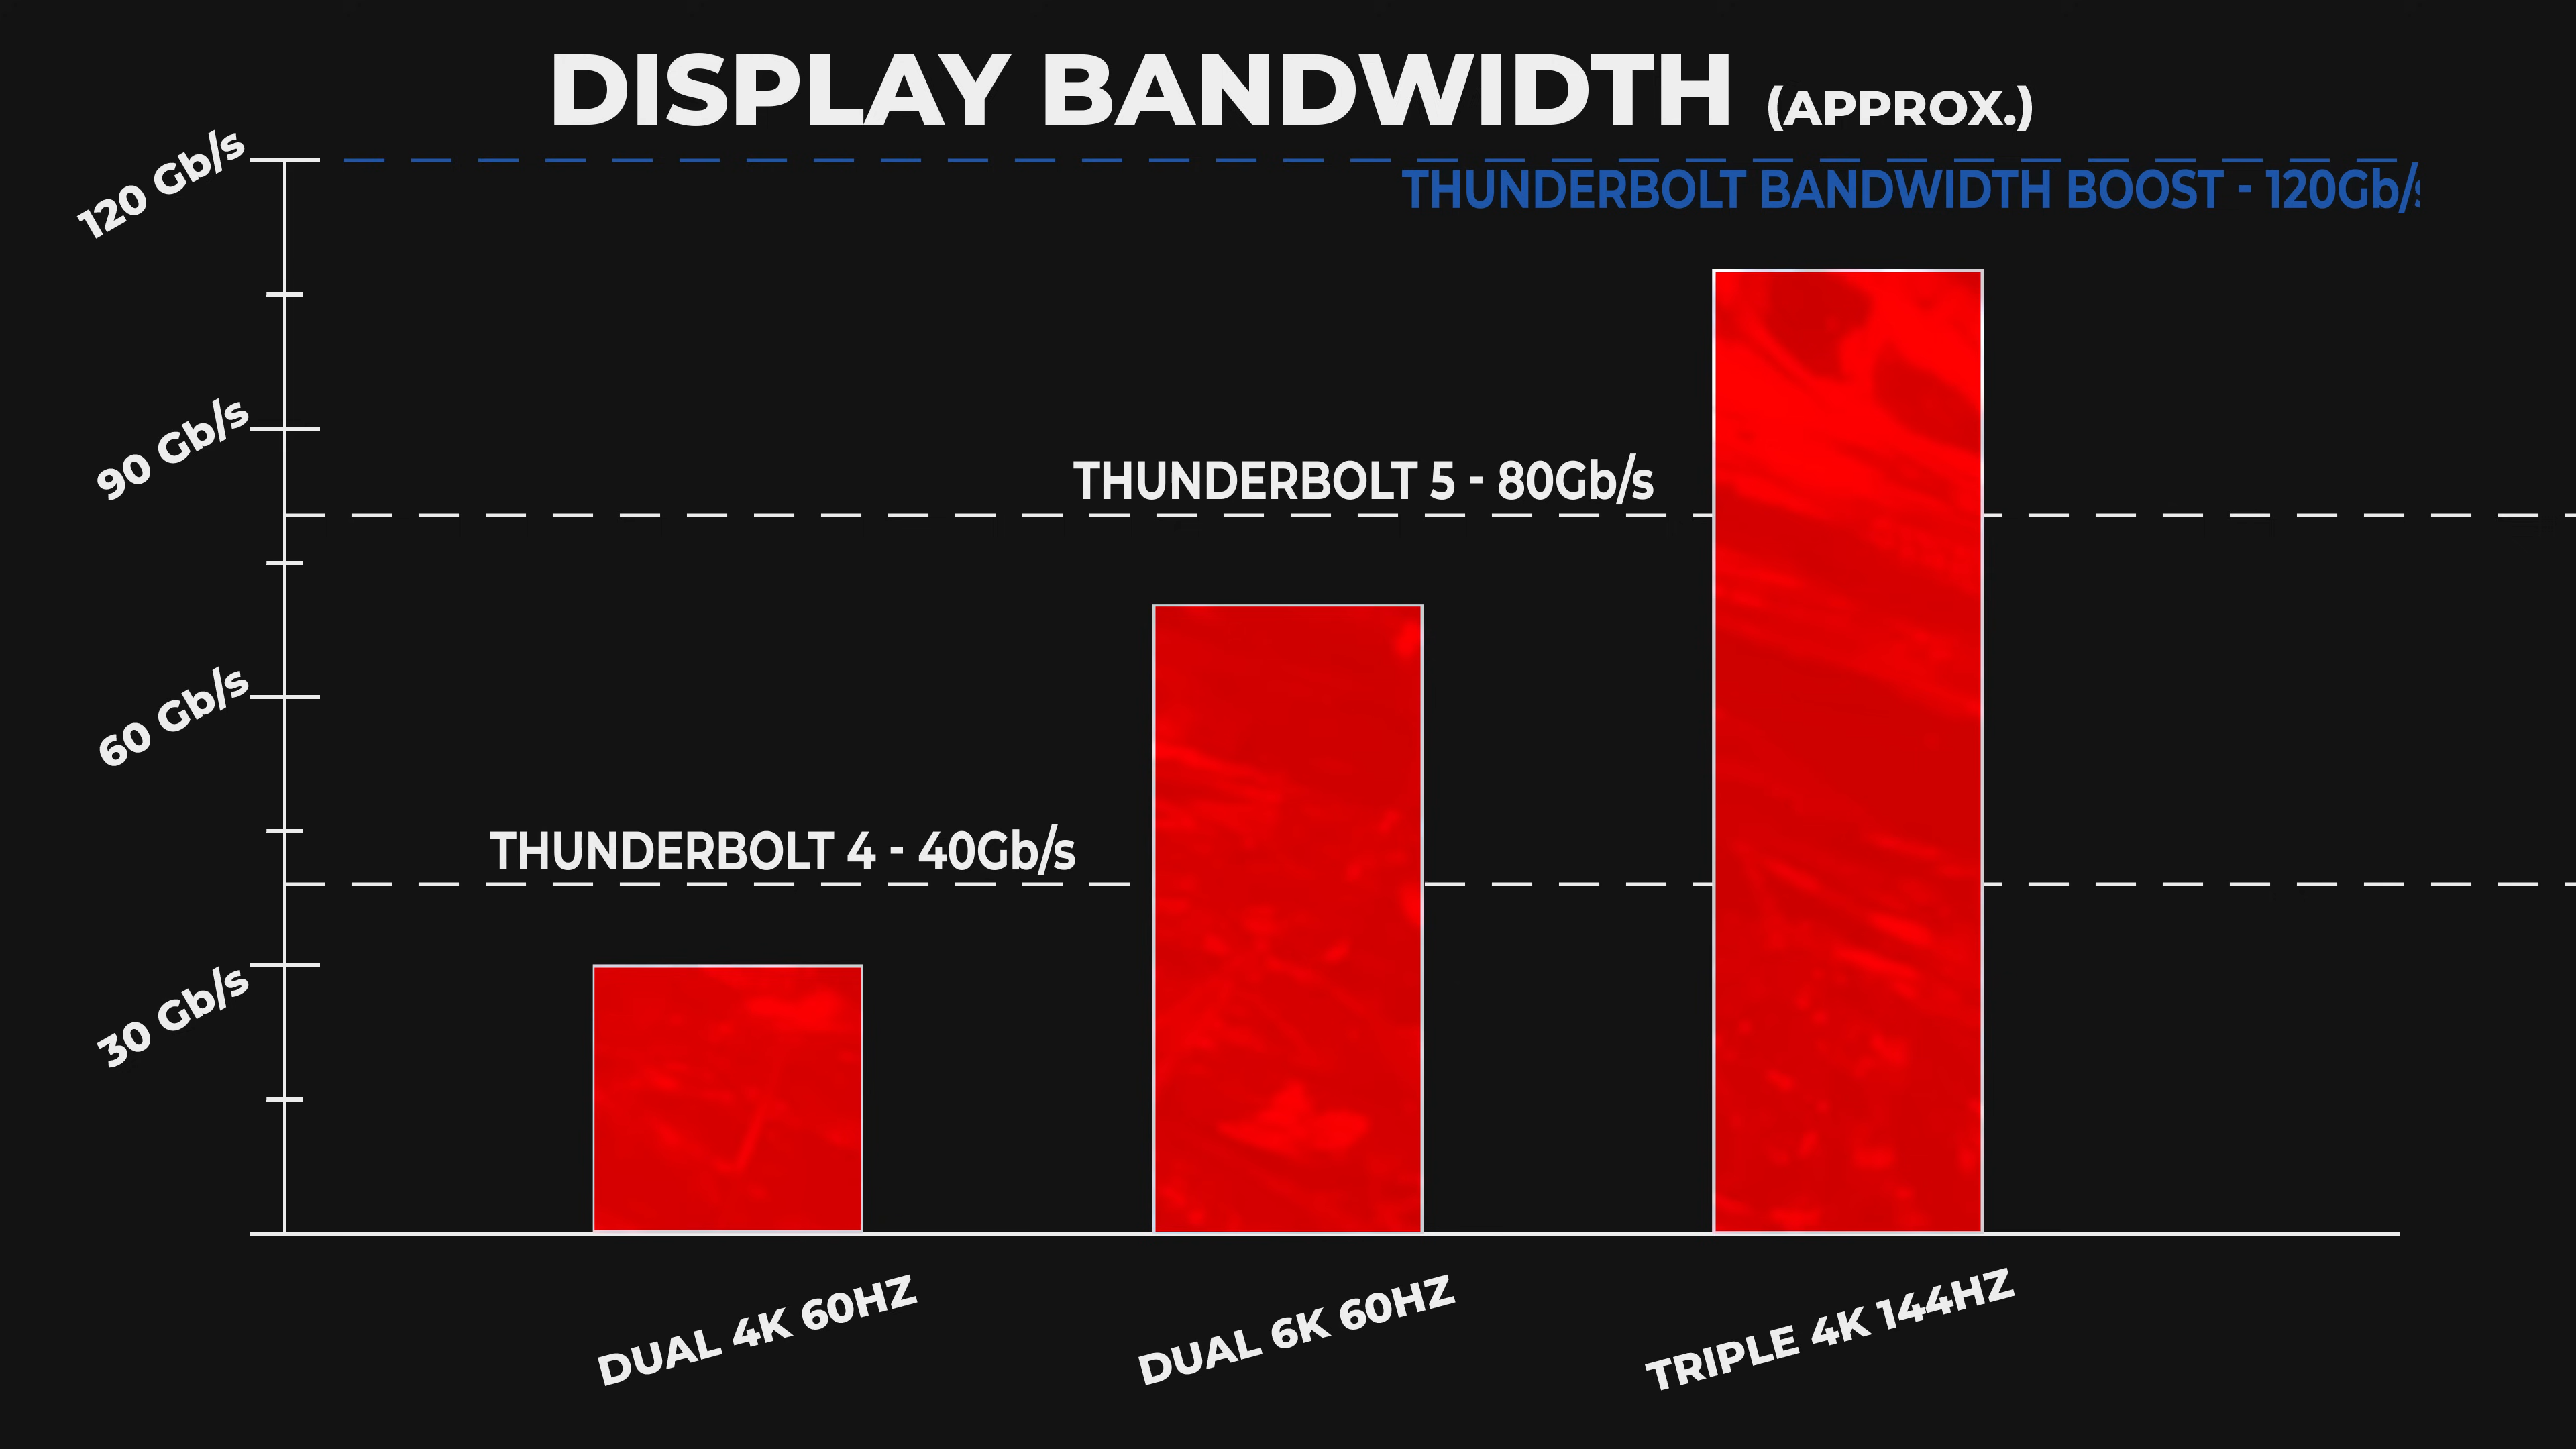 DISPLAY BANDWIDTH (APPROX.)
120 Gb/s
THUNDERBOLT BANDWIDTH BOOST - 120Gb/s
90 Gb/s
THUNDERBOLT 5 - 80Gb/s
60 Gb/s
THUNDERBOLT 4 - 40Gb/s
30 Gb/s
DUAL 4K 60HZ
DUAL 6K 60HZ
TRIPLE 4K 144HZ